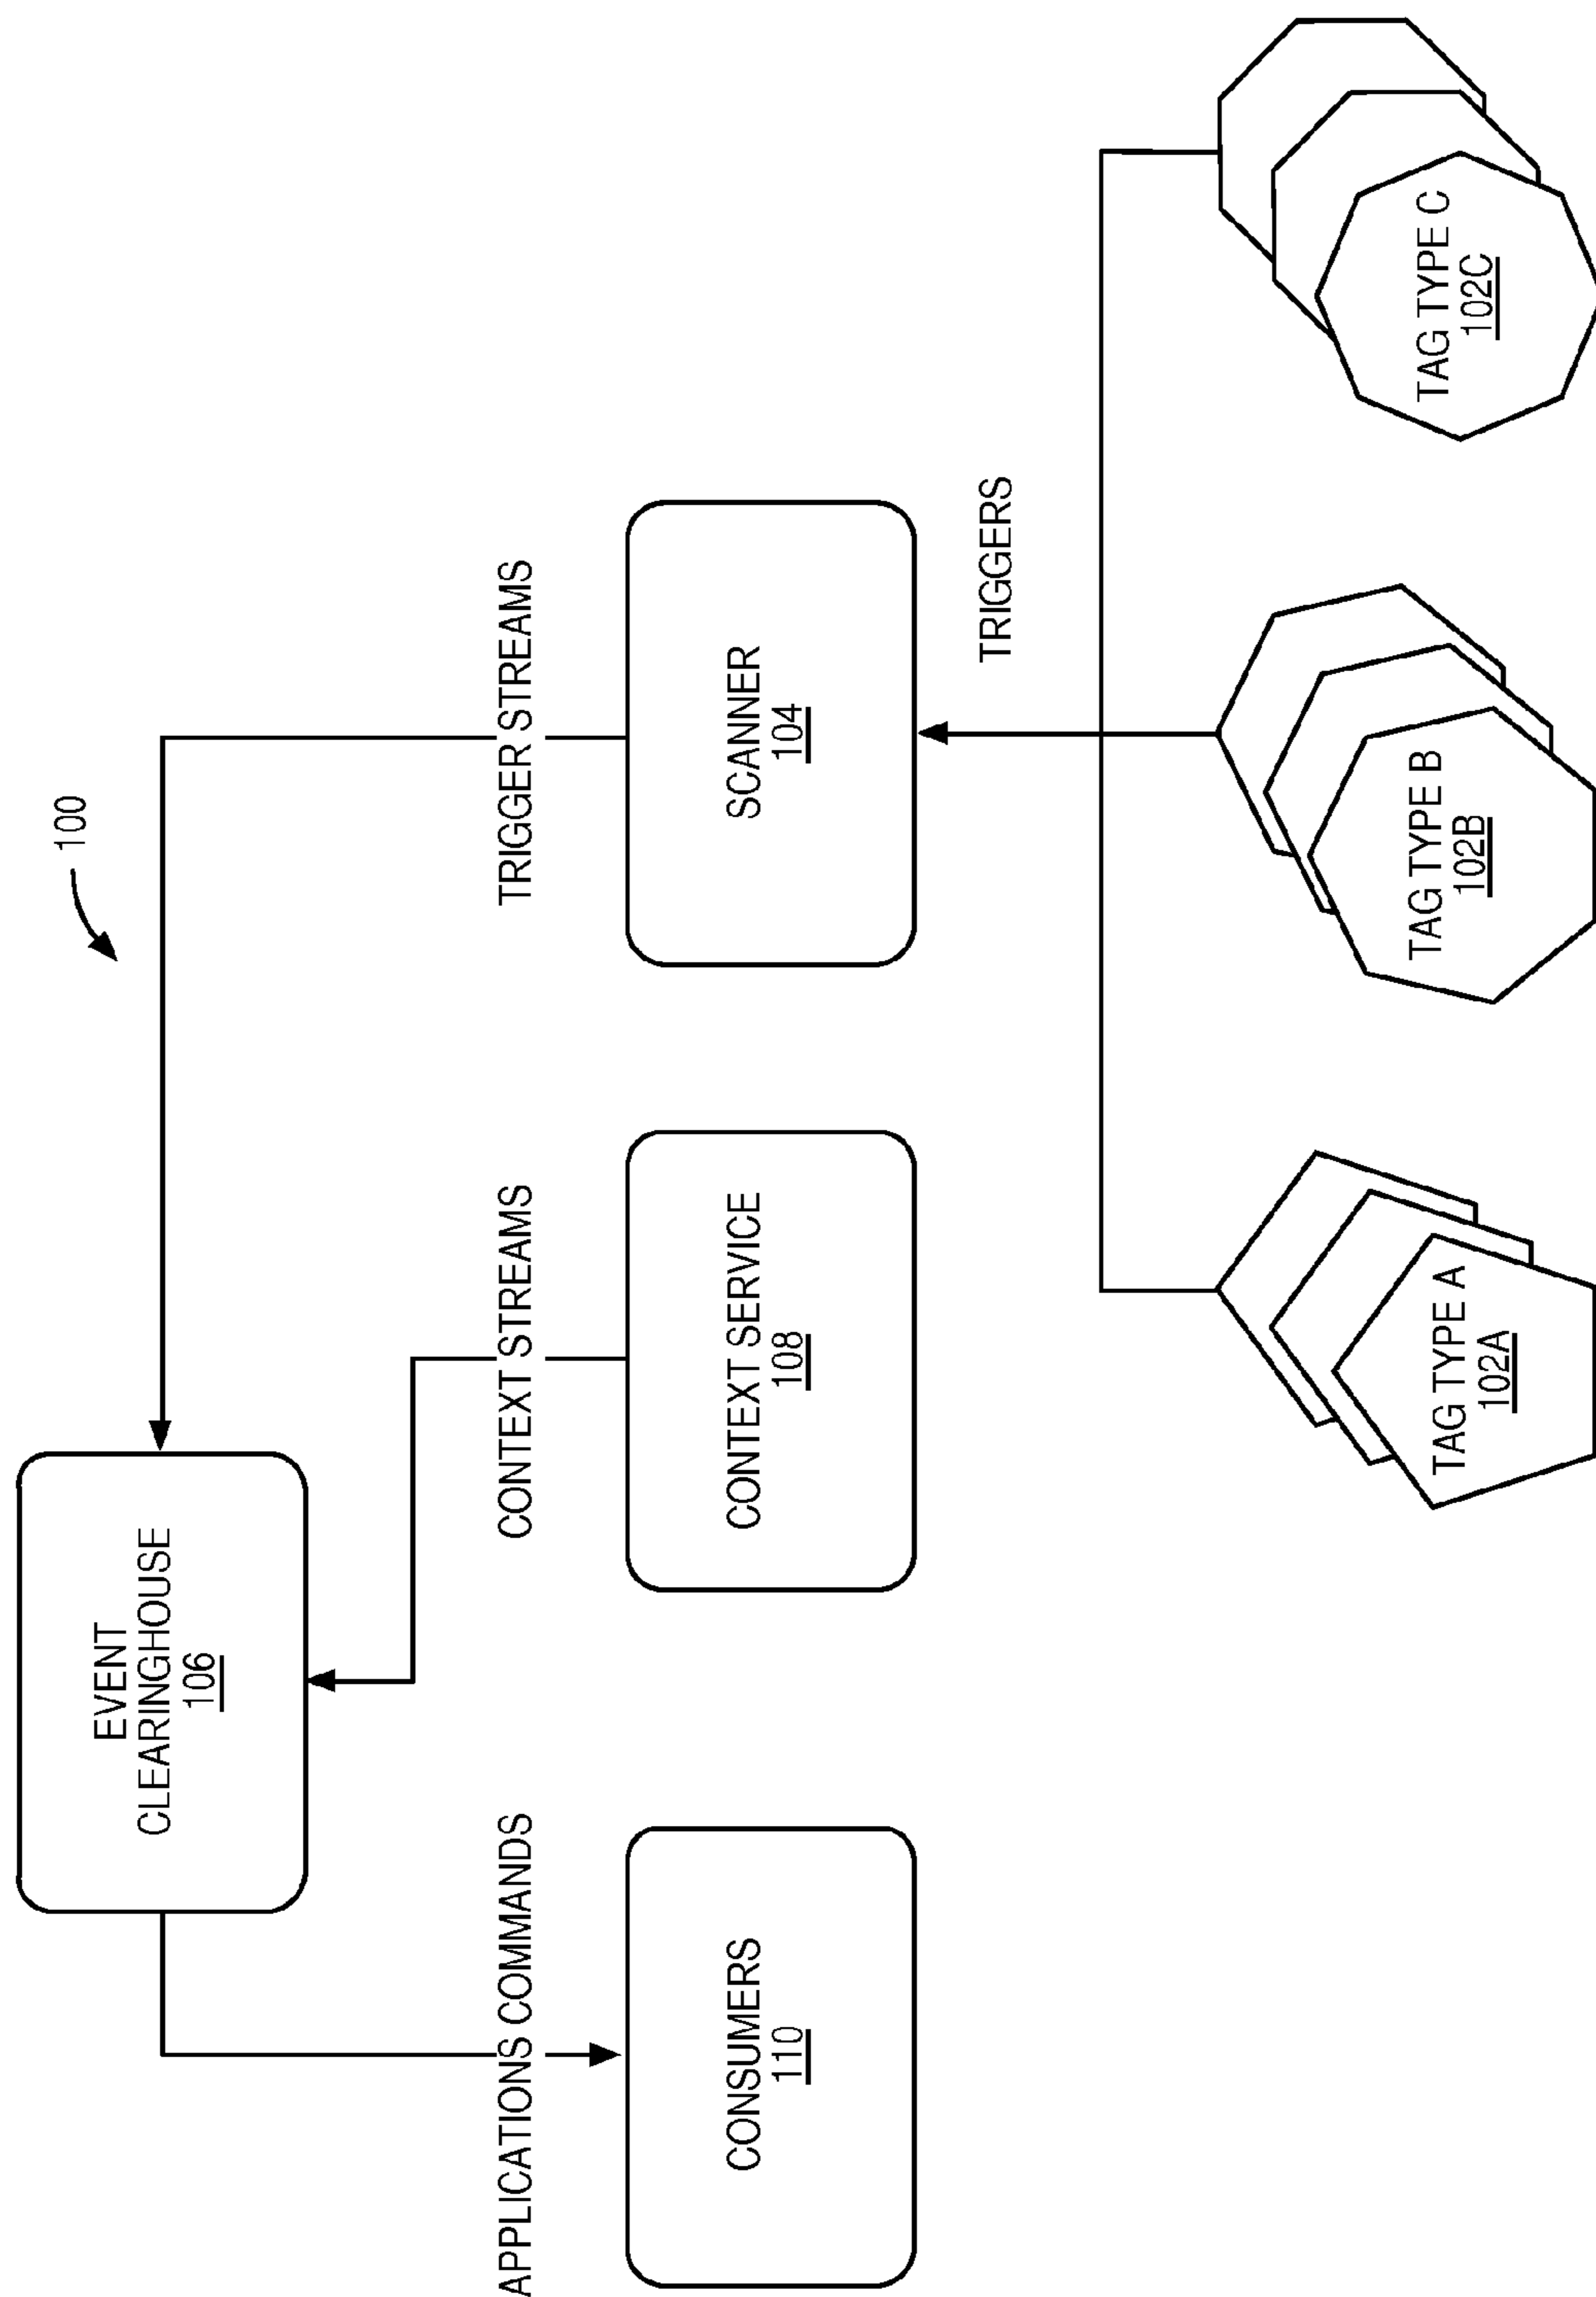 100
EVENT
CLEARINGHOUSE
106
APPLICATIONS COMMANDS
CONTEXT STREAMS
TRIGGER STREAMS
CONSUMERS
110
CONTEXT SERVICE
108
SCANNER
104
TRIGGERS
TAG TYPE A
102A
TAG TYPE B
102B
TAG TYPE C
102C